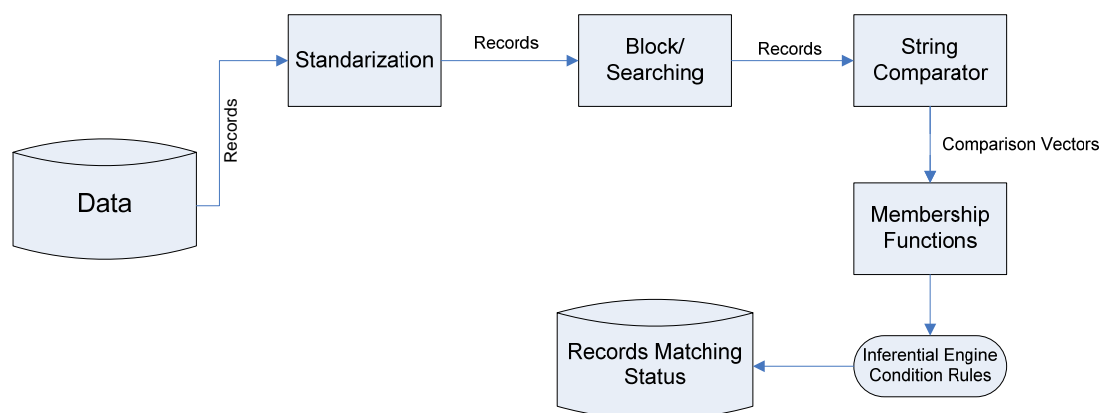 Data
Records
Standarization
Records
Block/
Searching
Records
String
Comparator
Comparison Vectors
Membership
Functions
Inferential Engine
Condition Rules
Records Matching
Status